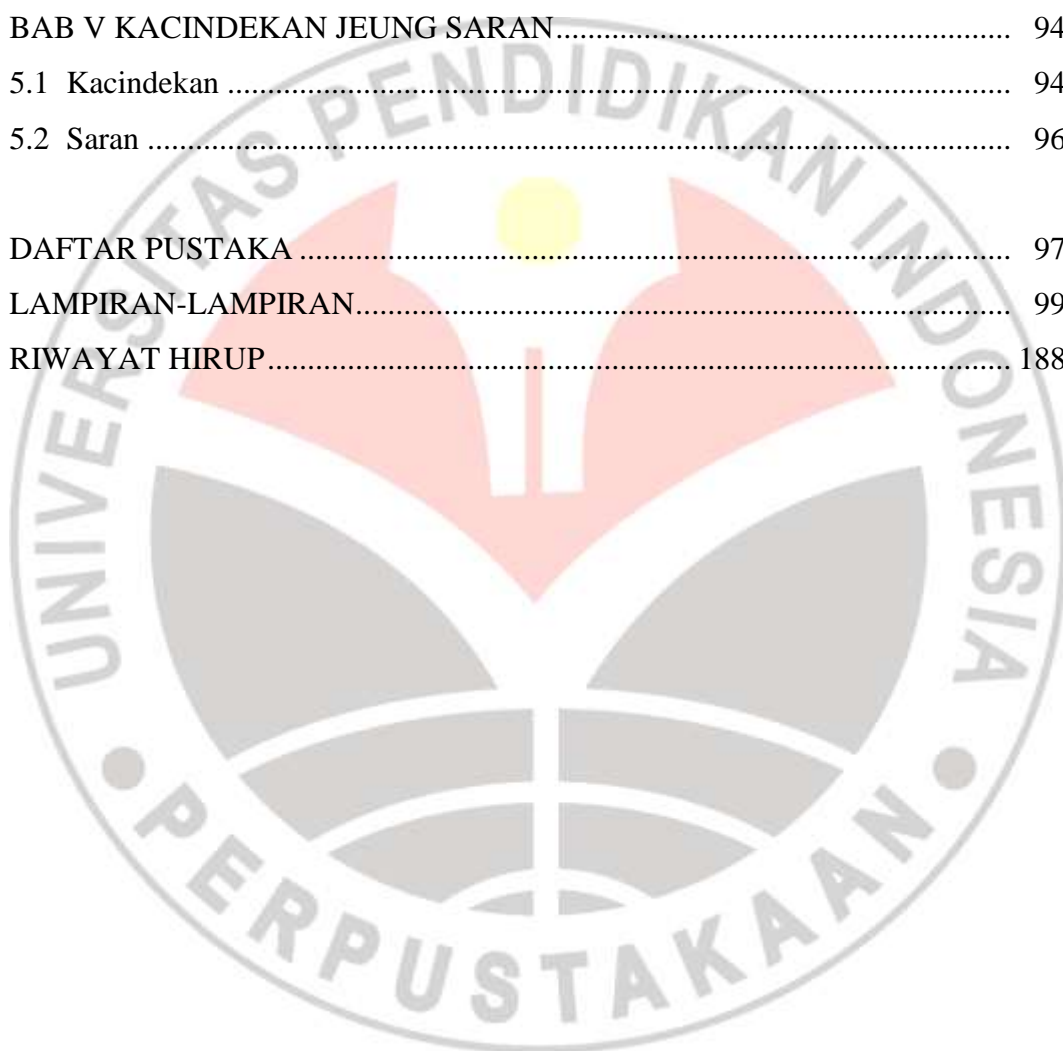 BAB V KACINDEKAN JEUNG SARAN.......................................................... 94
5.1 Kacindekan .................................................................................................... 94
5.2 Saran .............................................................................................................. 96
DAFTAR PUSTAKA .......................................................................................... 97
LAMPIRAN-LAMPIRAN................................................................................... 99
RIWAYAT HIRUP.............................................................................................. 188
UNIVERSITAS PENDIDIKAN INDONESIA
PERPUSTAKAAN